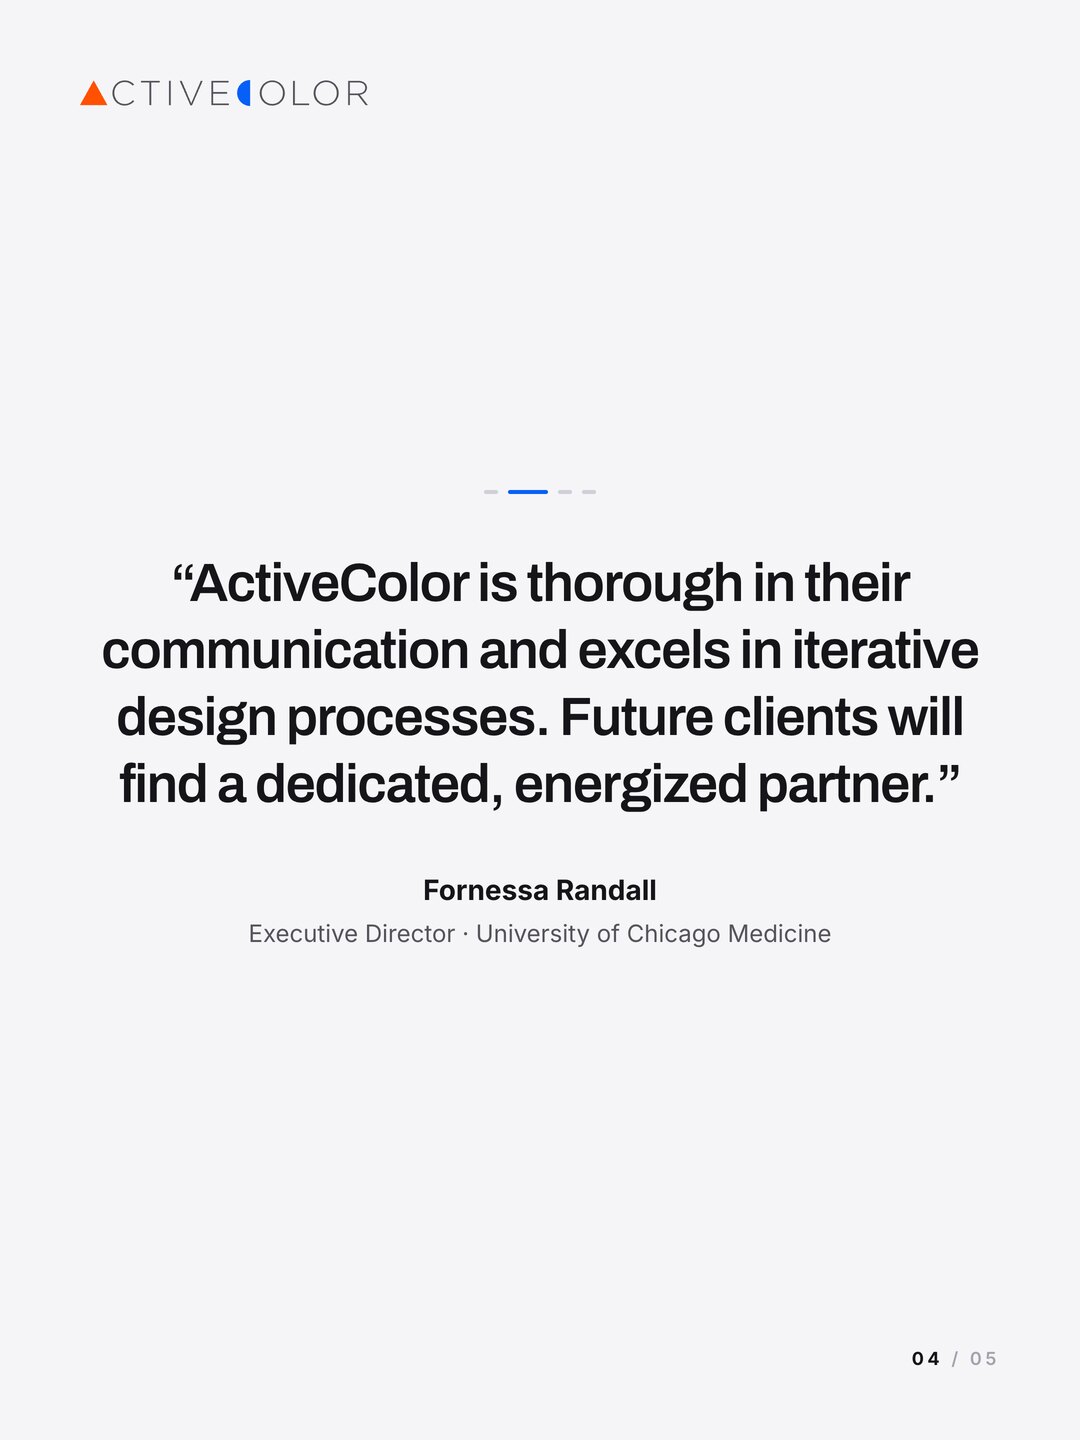 ACTIVECOLOR
“ActiveColor is thorough in their
communication and excels in iterative
design processes. Future clients will
find a dedicated, energized partner.”
Fornessa Randall
Executive Director · University of Chicago Medicine
04 / 05